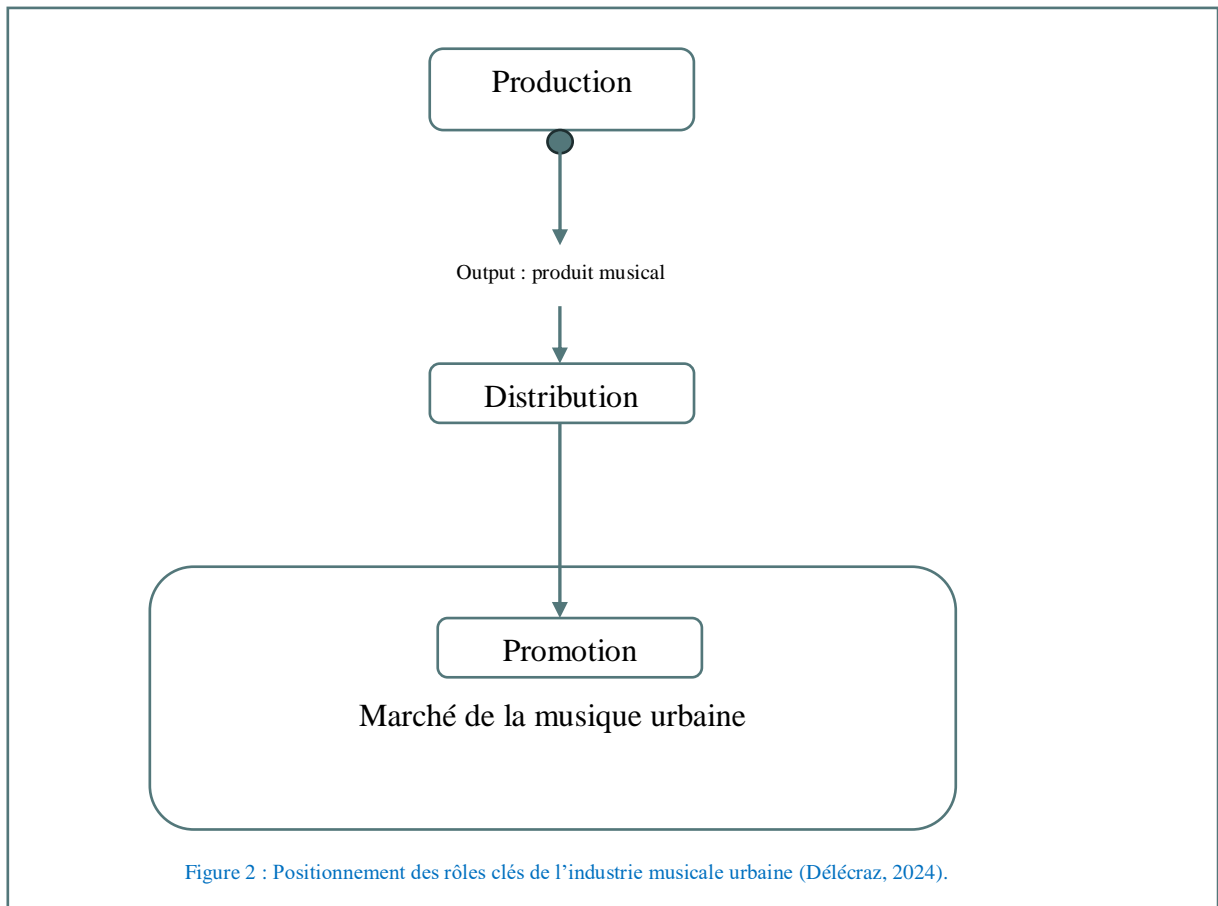 Production
Output : produit musical
Distribution
Promotion
Marché de la musique urbaine
Figure 2 : Positionnement des rôles clés de l’industrie musicale urbaine (Délécraz, 2024).